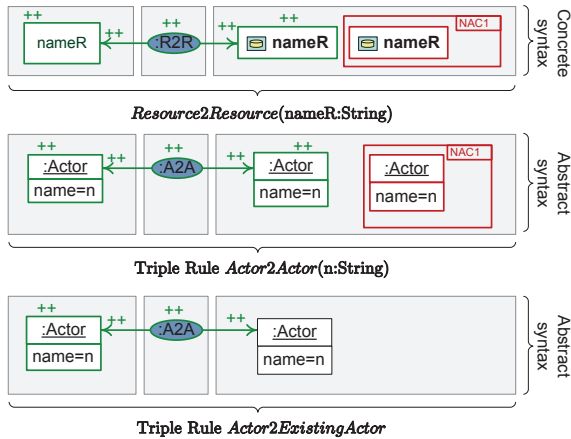 ++ ++ ++ NAC1
nameR ++ :R2R ++ nameR nameR
Concrete
syntax
Resource2Resource(nameR:String)
++ ++ ++ NAC1
:Actor ++ :A2A ++ :Actor :Actor
name=n name=n name=n
Abstract
syntax
Triple Rule Actor2Actor(n:String)
++ ++
:Actor ++ :A2A ++ :Actor
name=n name=n
Abstract
syntax
Triple Rule Actor2ExistingActor